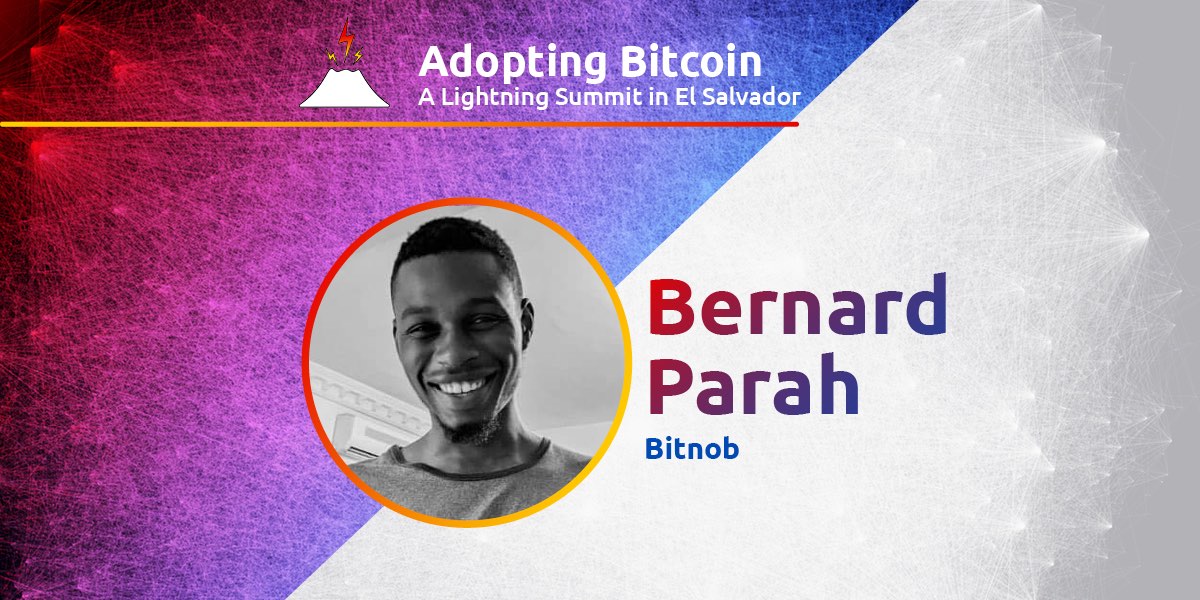 Adopting Bitcoin
A Lightning Summit in El Salvador
Bernard
Parah
Bitnob